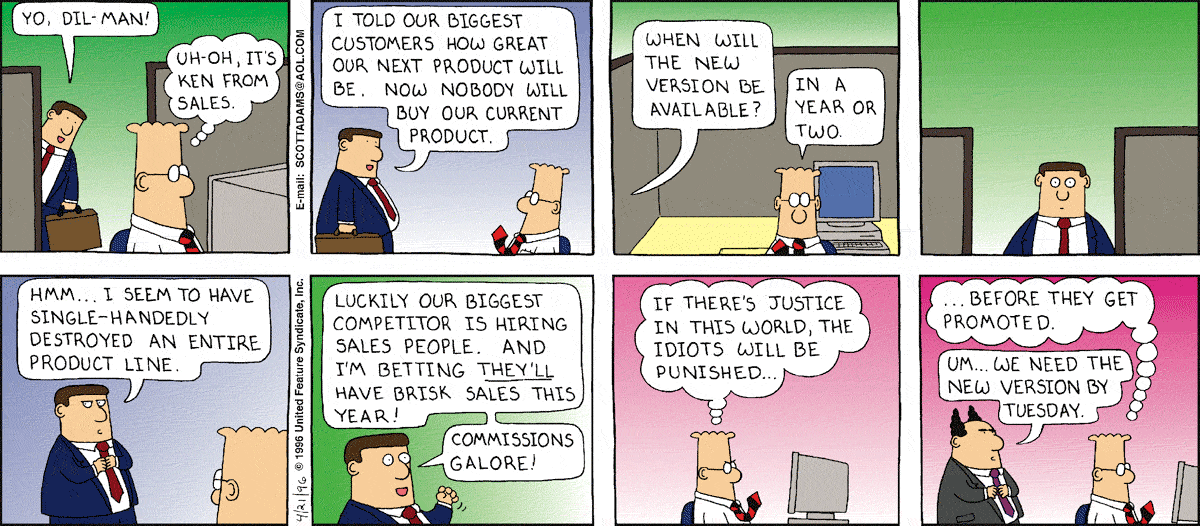 YO, DIL-MAN!
UH-OH, IT'S
KEN FROM
SALES.
E-mail: SCOTTADAMS@AOL.COM
I TOLD OUR BIGGEST
CUSTOMERS HOW GREAT
OUR NEXT PRODUCT WILL
BE. NOW NOBODY WILL
BUY OUR CURRENT
PRODUCT.
WHEN WILL
THE NEW
VERSION BE
AVAILABLE?
IN A
YEAR OR
TWO.
HMM... I SEEM TO HAVE
SINGLE-HANDEDLY
DESTROYED AN ENTIRE
PRODUCT LINE.
4/21/96 © 1996 United Feature Syndicate, Inc.
LUCKILY OUR BIGGEST
COMPETITOR IS HIRING
SALES PEOPLE. AND
I'M BETTING THEY'LL
HAVE BRISK SALES THIS
YEAR!
COMMISSIONS
GALORE!
IF THERE'S JUSTICE
IN THIS WORLD, THE
IDIOTS WILL BE
PUNISHED...
...BEFORE THEY GET
PROMOTED.
UM... WE NEED THE
NEW VERSION BY
TUESDAY.